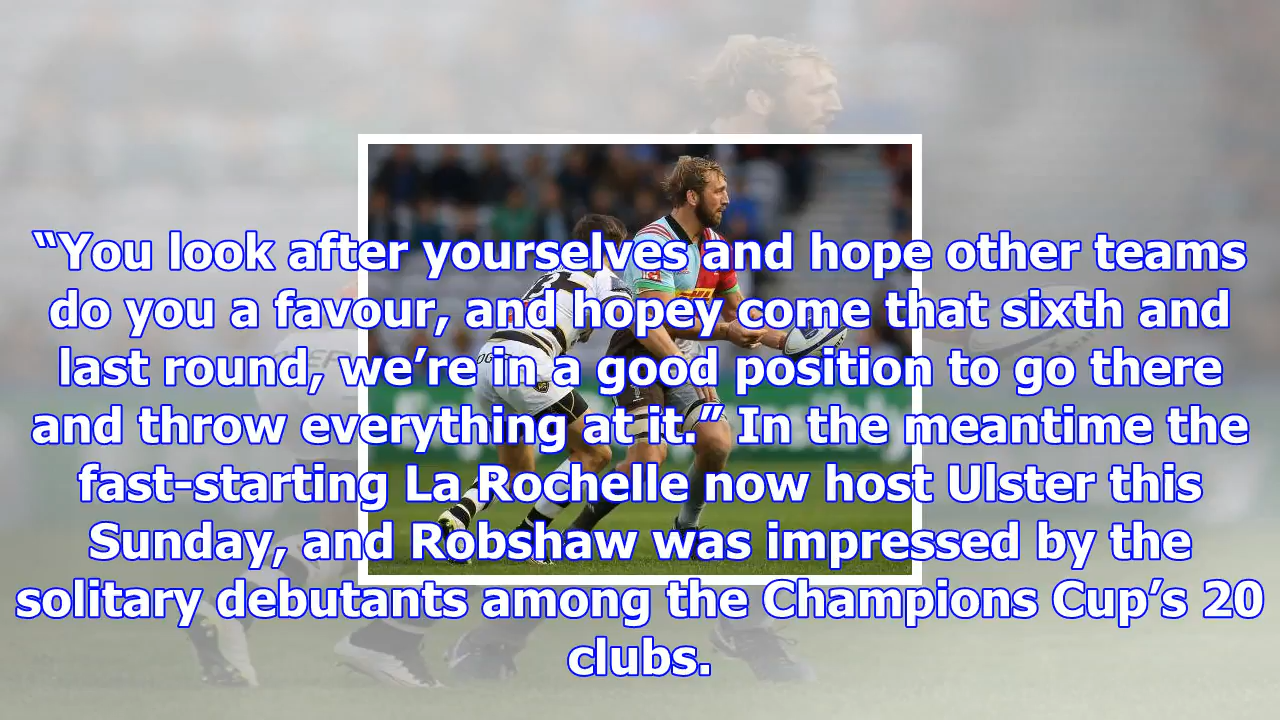 “You look after yourselves and hope other teams
do you a favour, and hopey come that sixth and
last round, we’re in a good position to go there
and throw everything at it.” In the meantime the
fast-starting La Rochelle now host Ulster this
Sunday, and Robshaw was impressed by the
solitary debutants among the Champions Cup’s 20
clubs.